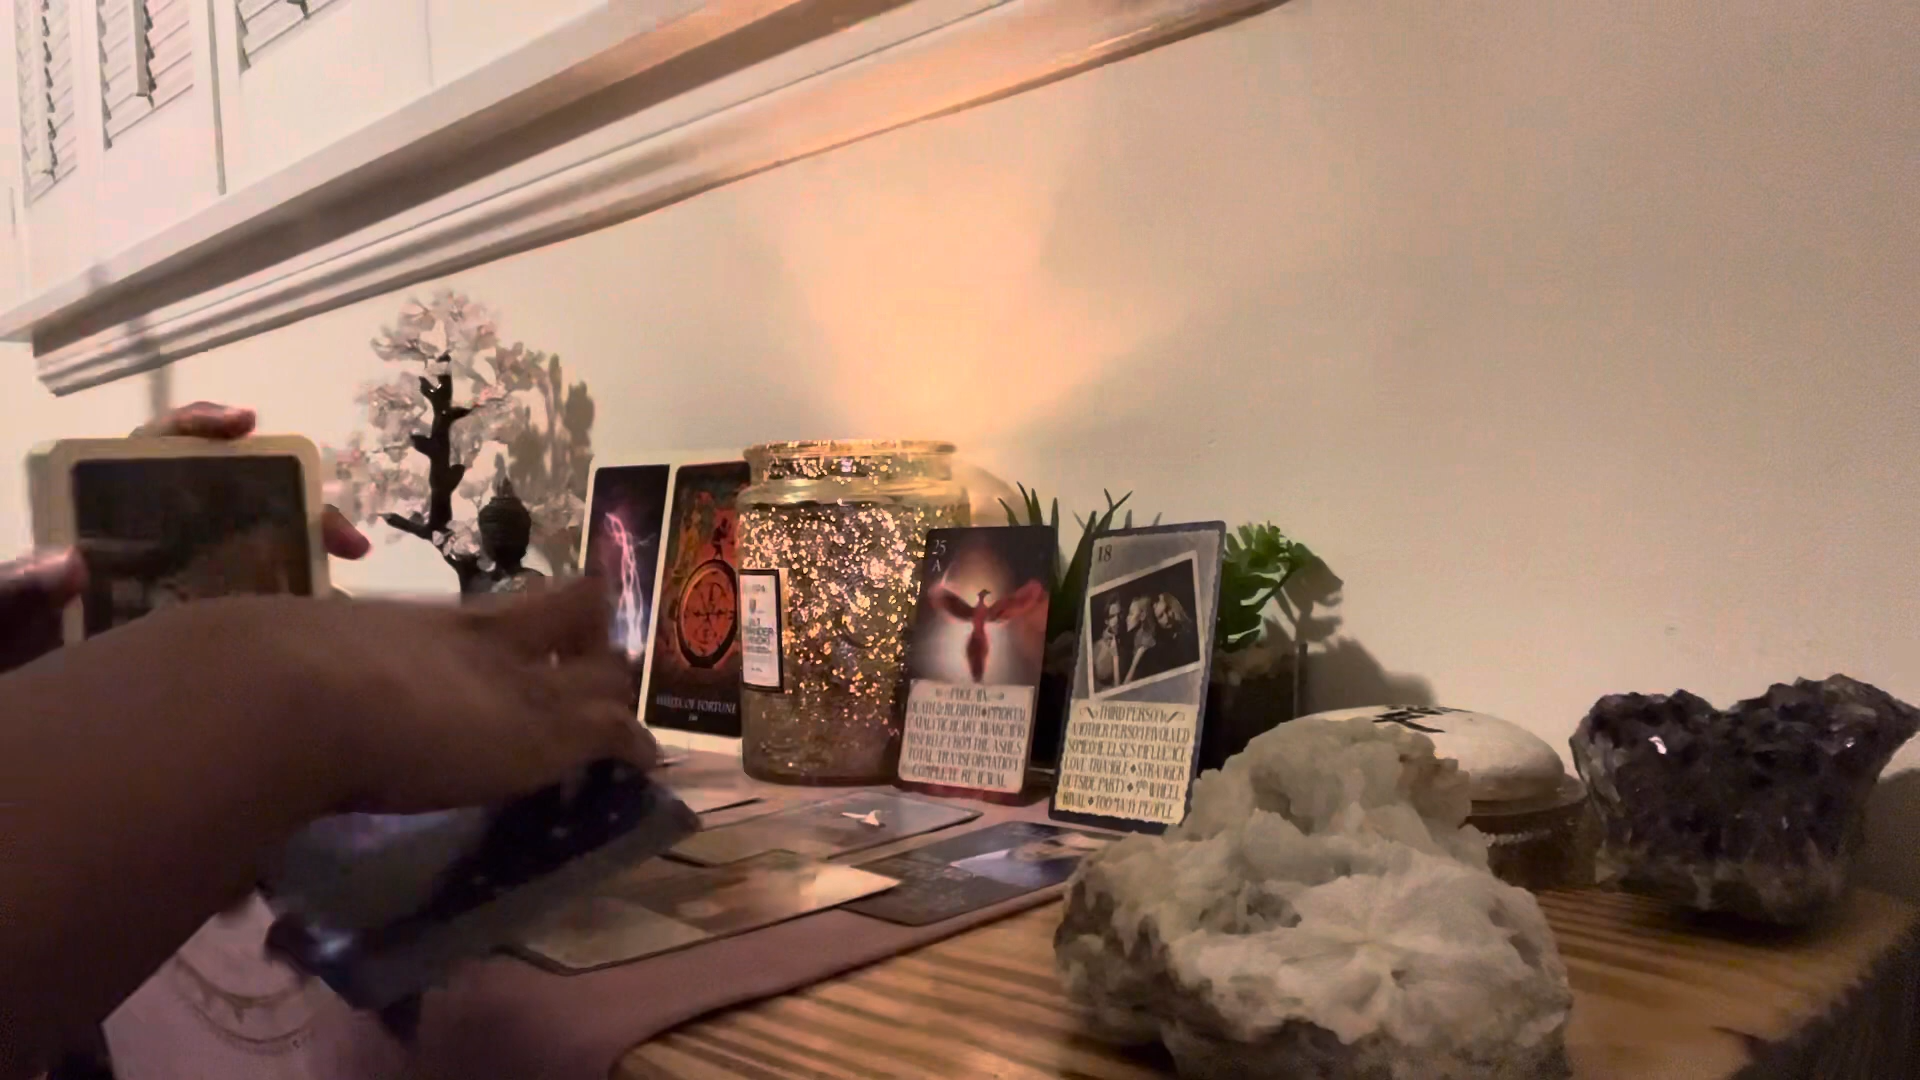 WHEEL OF FORTUNE
25
A
PHOENIX
DEATH & REBIRTH ♦ IMMORTAL
CATALYTIC HEART AWAKENING
RISE UP FROM THE ASHES
TOTAL TRANSFORMATION
COMPLETE RENEWAL
18
THIRD PERSON
ANOTHER PERSON INVOLVED
SOMEONE ELSE'S INFLUENCE
LOVE TRIANGLE ♦ STRANGER
OUTSIDE PARTY ♦ 3RD WHEEL
RIVAL ♦ TOO MANY PEOPLE